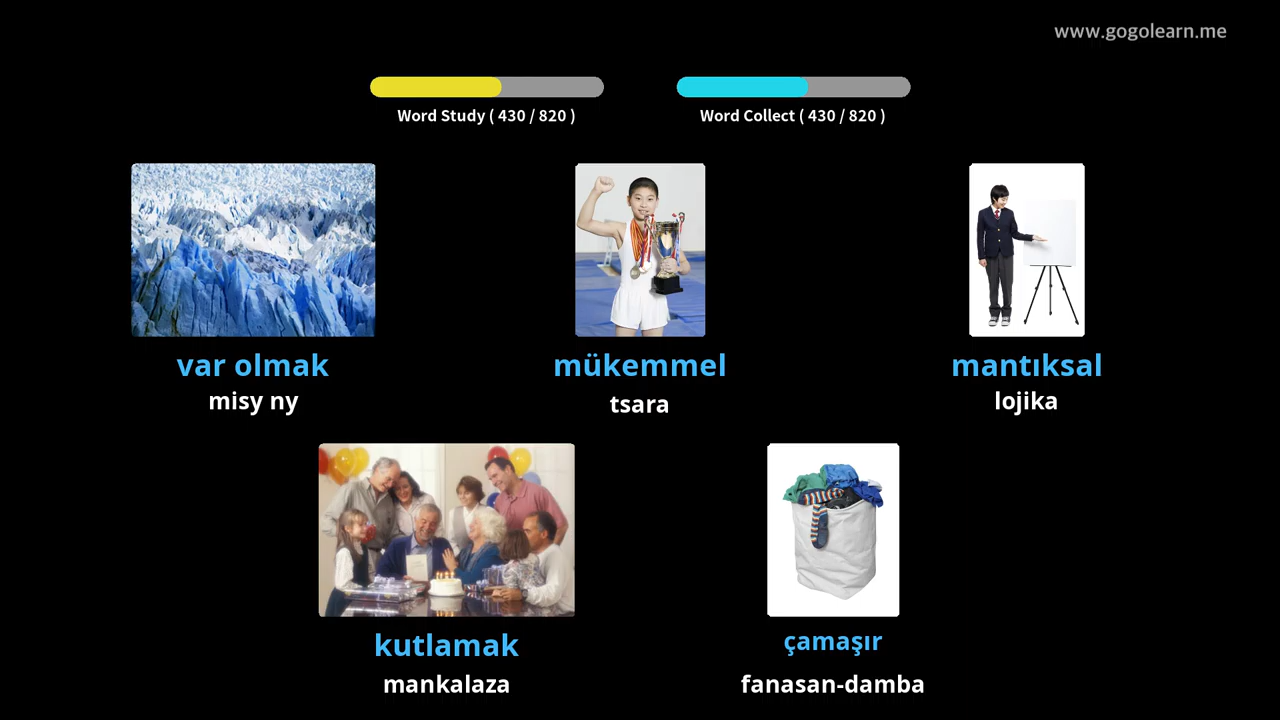 www.gogolearn.me
Word Study ( 430 / 820 )
Word Collect ( 430 / 820 )
var olmak
misy ny
mükemmel
tsara
mantıksal
lojika
kutlamak
mankalaza
çamaşır
fanasan-damba